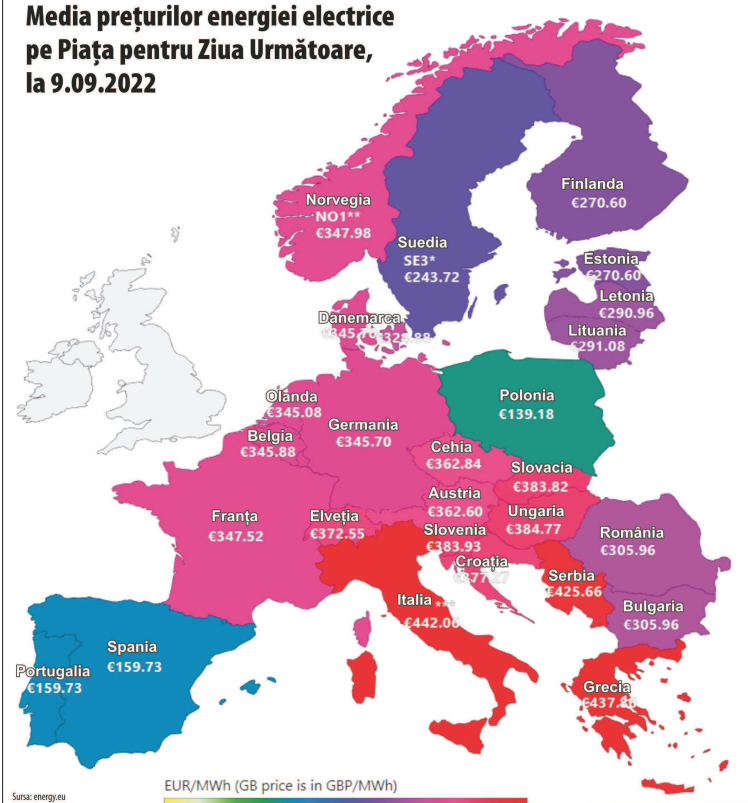 Media prețurilor energiei electrice
pe Piața pentru Ziua Următoare,
la 9.09.2022
Norvegia
NO1**
€347.98
Suedia
SE3*
€243.72
Finlanda
€270.60
Estonia
€270.60
Letonia
€290.96
Lituania
€291.08
Danemarca
€345.70
Olanda
€345.08
Belgia
€345.88
Germania
€345.70
Polonia
€139.18
Cehia
€362.84
Slovacia
€383.82
Austria
€362.60
Ungaria
€384.77
Franța
€347.52
Elveția
€372.55
Slovenia
€383.93
Croația
România
€305.96
Serbia
€425.66
Bulgaria
€305.96
Italia ***
€442.06
Spania
€159.73
Portugalia
€159.73
Grecia
EUR/MWh (GB price is in GBP/MWh)
Sursa: energy.eu